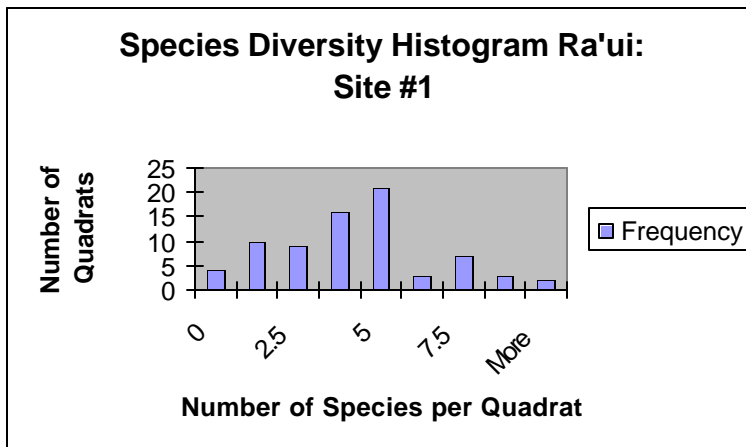 Species Diversity Histogram Ra'ui:
Site #1
Number of
Quadrats
25
20
15
10
5
0
0
2.5
5
7.5
More
Number of Species per Quadrat
Frequency